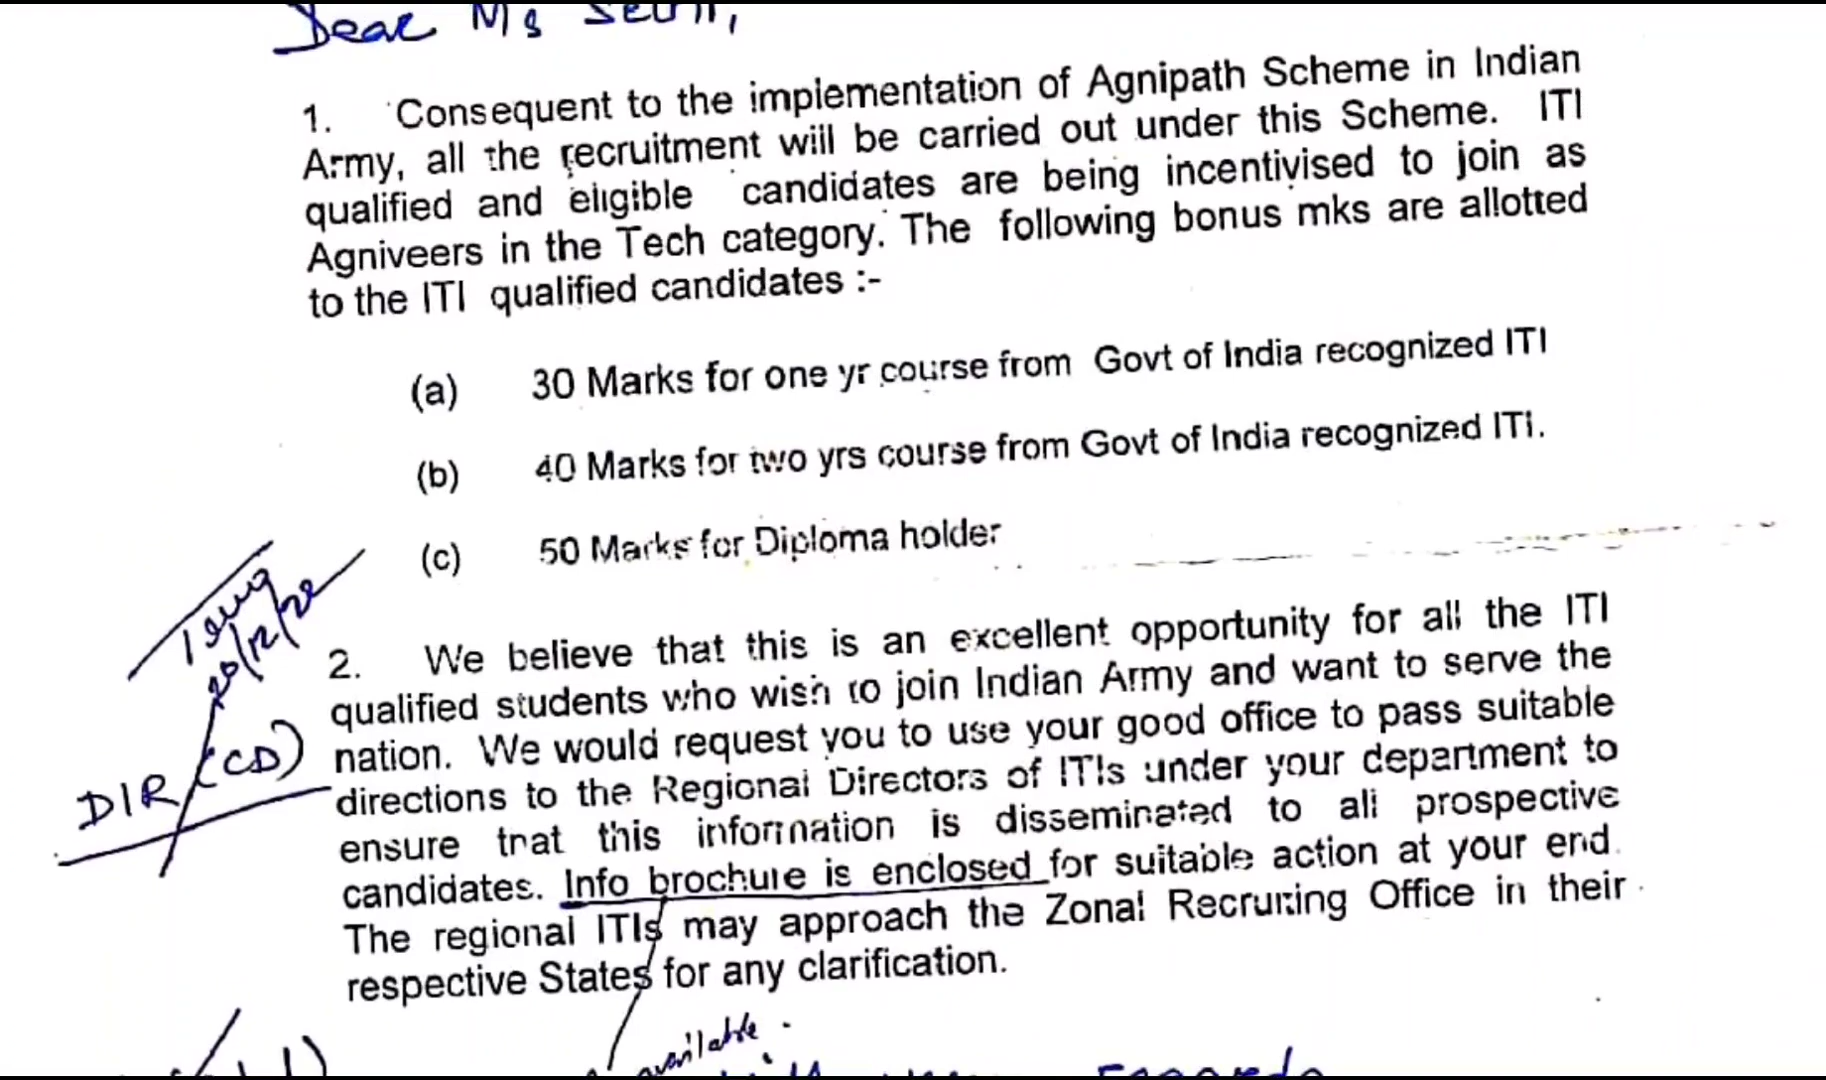 Dear Ms
1. Consequent to the implementation of Agnipath Scheme in Indian
Army, all the recruitment will be carried out under this Scheme. ITI
qualified and eligible candidates are being incentivised to join as
Agniveers in the Tech category. The following bonus mks are allotted
to the ITI qualified candidates :-
(a) 30 Marks for one yr course from Govt of India recognized ITI
(b) 40 Marks for two yrs course from Govt of India recognized ITI.
(c) 50 Marks for Diploma holder
2. We believe that this is an excellent opportunity for all the ITI
qualified students who wish to join Indian Army and want to serve the
nation. We would request you to use your good office to pass suitable
directions to the Regional Directors of ITIs under your department to
ensure that this information is disseminated to all prospective
candidates. Info brochure is enclosed for suitable action at your end.
The regional ITIs may approach the Zonal Recruiting Office in their
respective States for any clarification.
DIR (CD)
available.